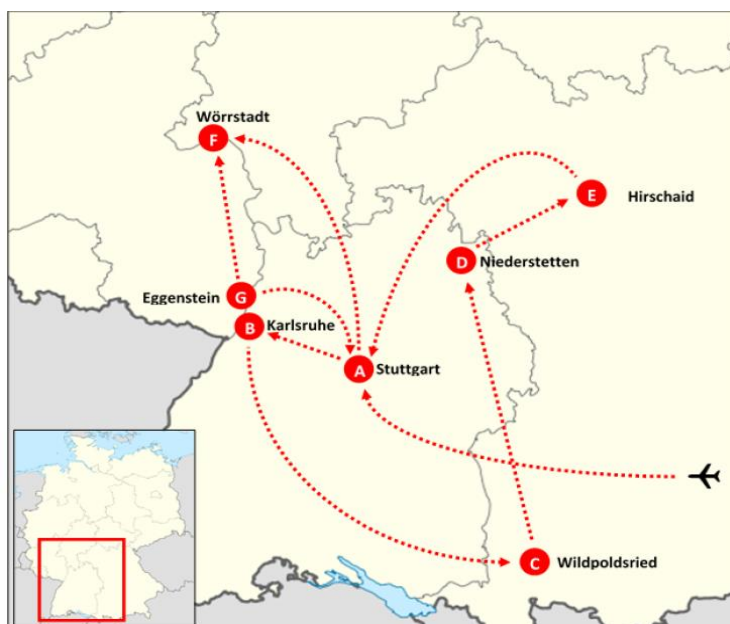 Wörrstadt
F
E
Hirschaid
D
Niederstetten
Eggenstein
G
B
Karlsruhe
A
Stuttgart
C
Wildpoldsried